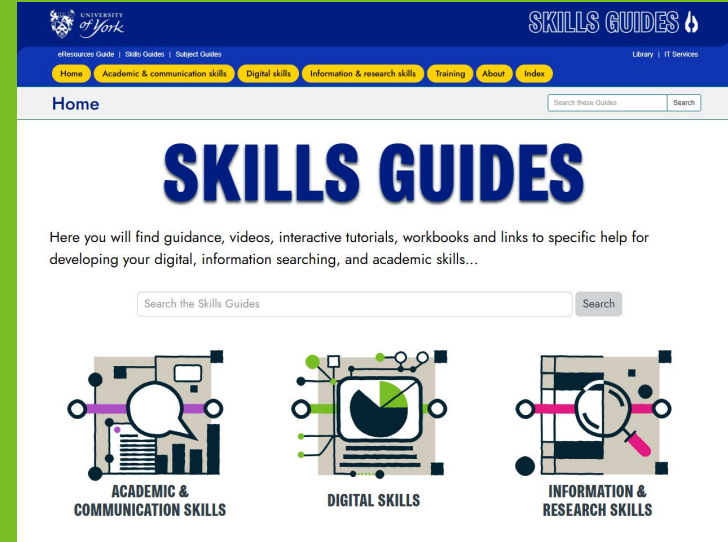 UNIVERSITY
of York
SKILLS GUIDES
eResources Guide | Skills Guides | Subject Guides
Library | IT Services
Home
Academic & communication skills
Digital skills
Information & research skills
Training
About
Index
Home
Search these Guides
Search
SKILLS GUIDES
Here you will find guidance, videos, interactive tutorials, workbooks and links to specific help for
developing your digital, information searching, and academic skills...
Search the Skills Guides
Search
ACADEMIC &
COMMUNICATION SKILLS
DIGITAL SKILLS
INFORMATION &
RESEARCH SKILLS